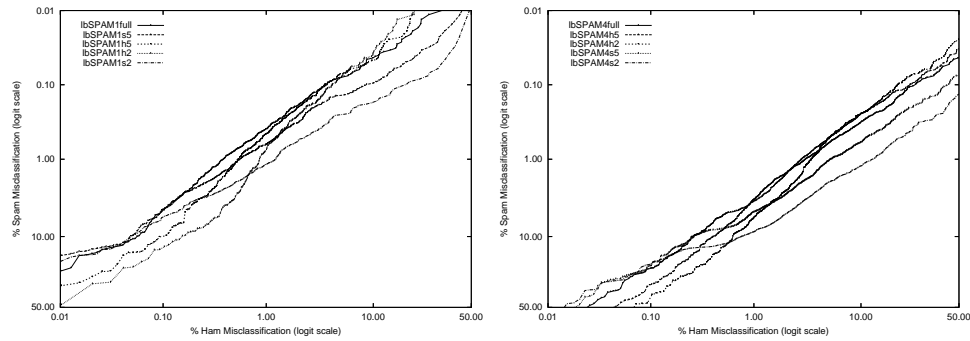 0.01
0.10
1.00
10.00
50.00
% Spam Misclassification (logit scale)
lbSPAM1full
lbSPAM1s5
lbSPAM1h5
lbSPAM1h2
lbSPAM1s2
0.01
0.10
1.00
10.00
50.00
% Ham Misclassification (logit scale)
0.01
0.10
1.00
10.00
50.00
% Spam Misclassification (logit scale)
lbSPAM4full
lbSPAM4h5
lbSPAM4h2
lbSPAM4s5
lbSPAM4s2
0.01
0.10
1.00
10.00
50.00
% Ham Misclassification (logit scale)